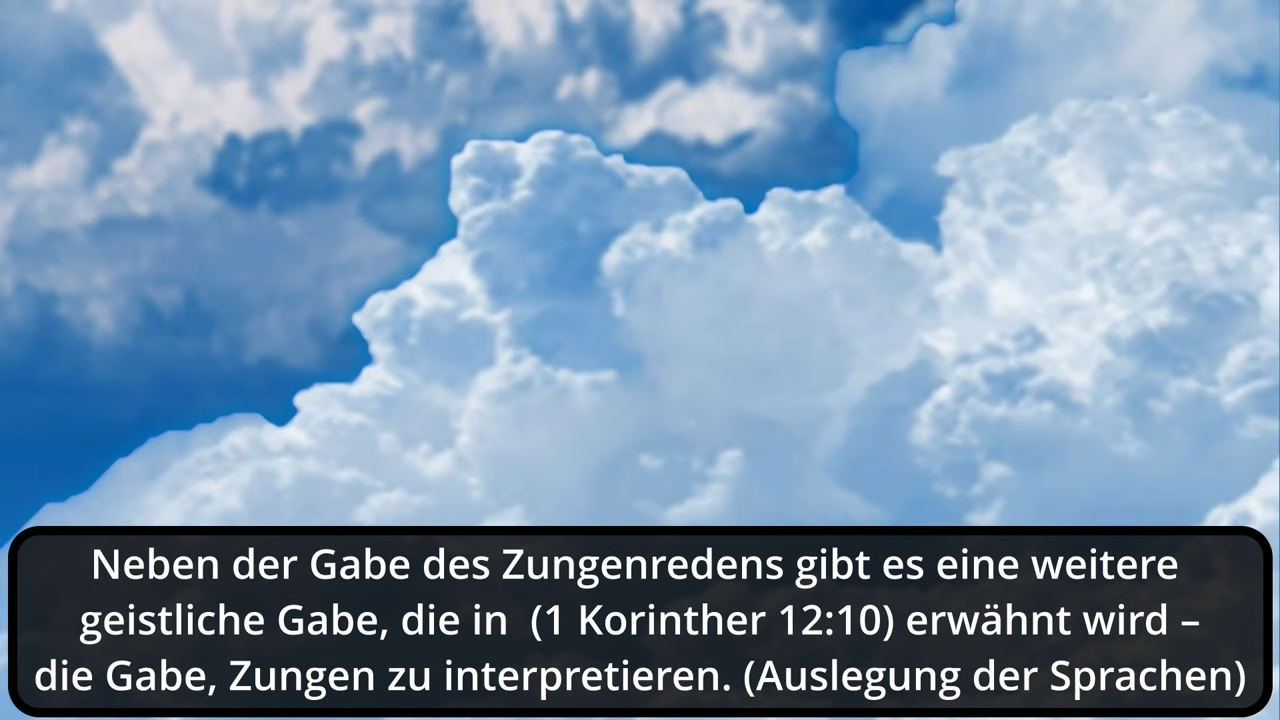 Neben der Gabe des Zungenredens gibt es eine weitere
geistliche Gabe, die in  (1 Korinther 12:10) erwähnt wird –
die Gabe, Zungen zu interpretieren. (Auslegung der Sprachen)